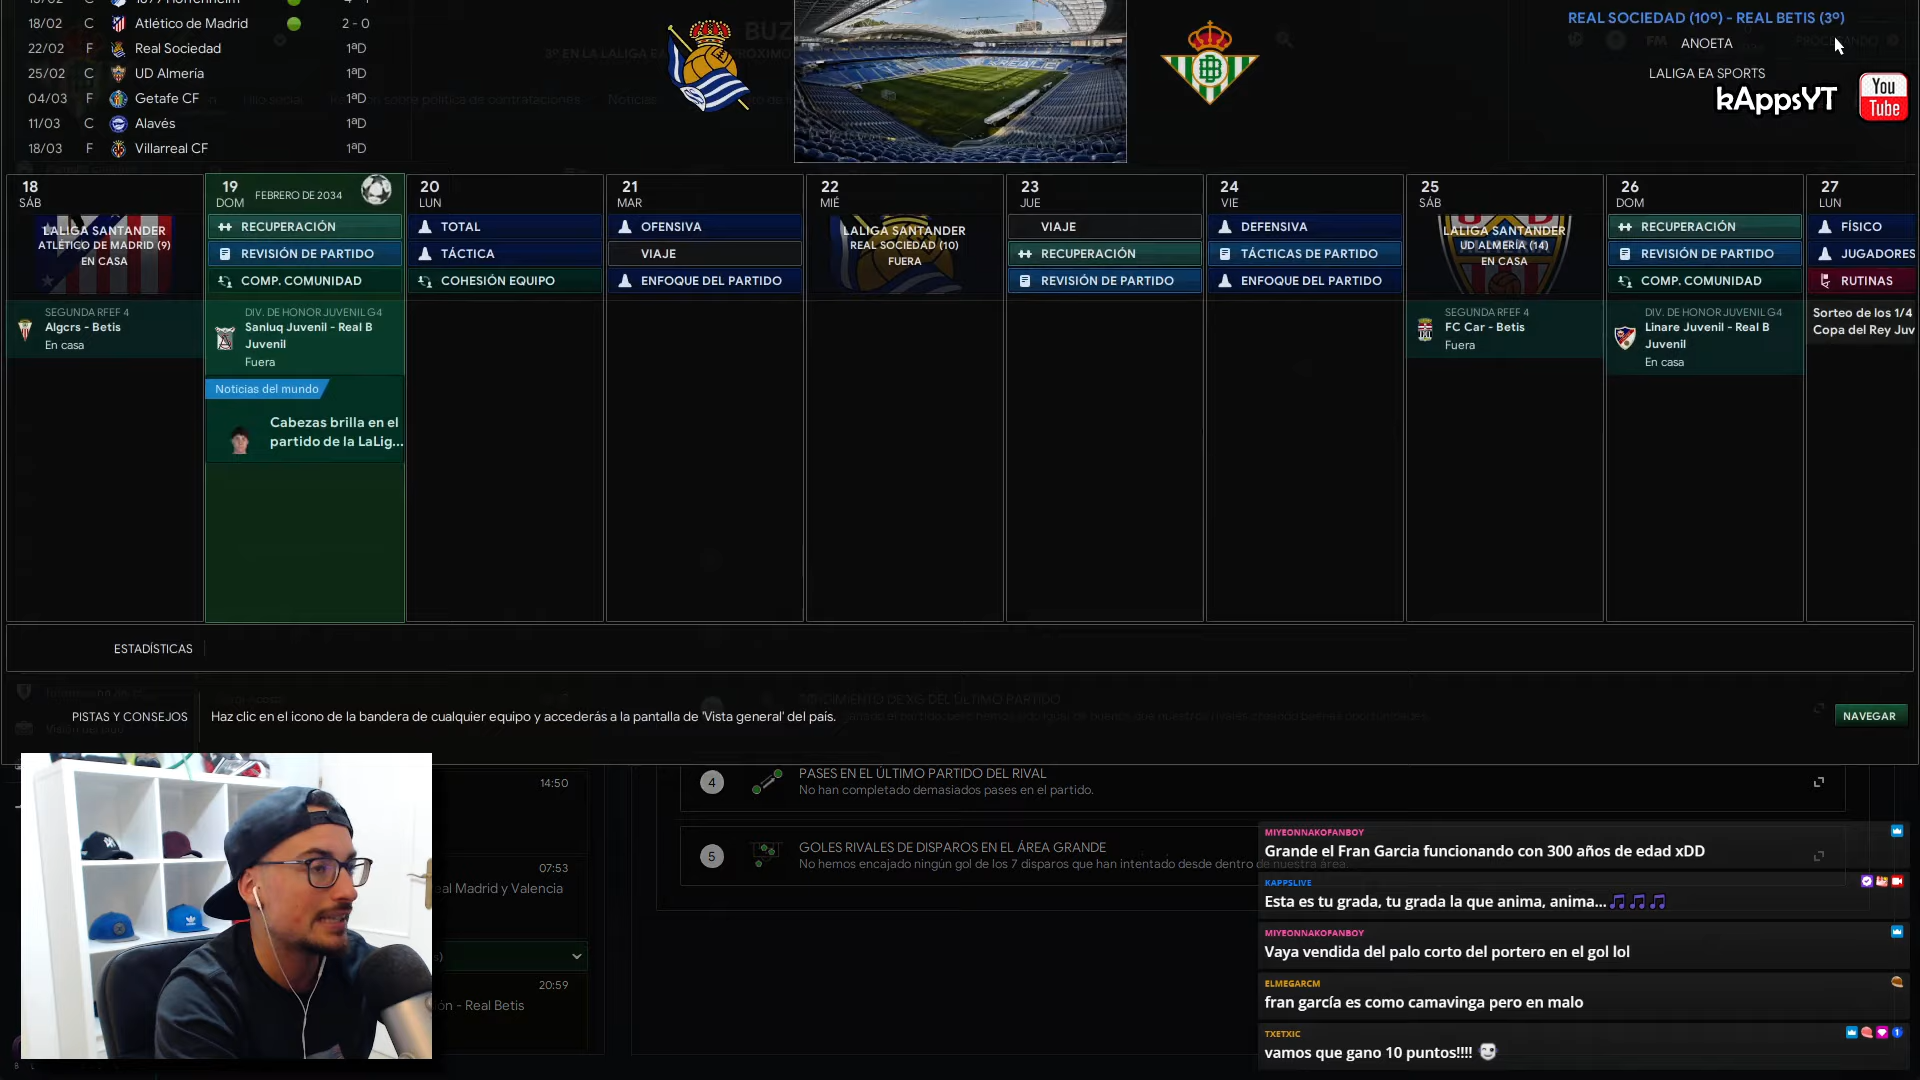 18/02 C Atlético de Madrid 2 - 0
22/02 F Real Sociedad 1ªD
25/02 C UD Almería 1ªD
04/03 F Getafe CF 1ªD
11/03 C Alavés 1ªD
18/03 F Villarreal CF 1ªD
REAL SOCIEDAD (10º) - REAL BETIS (3º)
ANOETA
LALIGA EA SPORTS
kAppsYT
You
Tube
18
SÁB
LALIGA SANTANDER
ATLÉTICO DE MADRID (9)
EN CASA
SEGUNDA RFEF 4
Algcrs - Betis
En casa
19
DOM
FEBRERO DE 2034
RECUPERACIÓN
REVISIÓN DE PARTIDO
COMP. COMUNIDAD
DIV. DE HONOR JUVENIL G4
Sanluq Juvenil - Real B
Juvenil
Fuera
Noticias del mundo
Cabezas brilla en el
partido de la LaLig...
20
LUN
TOTAL
TÁCTICA
COHESIÓN EQUIPO
21
MAR
OFENSIVA
VIAJE
ENFOQUE DEL PARTIDO
22
MIÉ
LALIGA SANTANDER
REAL SOCIEDAD (10)
FUERA
23
JUE
VIAJE
RECUPERACIÓN
REVISIÓN DE PARTIDO
24
VIE
DEFENSIVA
TÁCTICAS DE PARTIDO
ENFOQUE DEL PARTIDO
25
SÁB
LALIGA SANTANDER
UD ALMERÍA (14)
EN CASA
SEGUNDA RFEF 4
FC Car - Betis
Fuera
26
DOM
RECUPERACIÓN
REVISIÓN DE PARTIDO
COMP. COMUNIDAD
DIV. DE HONOR JUVENIL G4
Linare Juvenil - Real B
Juvenil
En casa
27
LUN
FÍSICO
JUGADORES
RUTINAS
Sorteo de los 1/4
Copa del Rey Juv
ESTADÍSTICAS
PISTAS Y CONSEJOS
Haz clic en el icono de la bandera de cualquier equipo y accederás a la pantalla de 'Vista general' del país.
NAVEGAR
14:50
07:53
eal Madrid y Valencia
20:59
ón - Real Betis
4
PASES EN EL ÚLTIMO PARTIDO DEL RIVAL
No han completado demasiados pases en el partido.
5
GOLES RIVALES DE DISPAROS EN EL ÁREA GRANDE
No hemos encajado ningún gol de los 7 disparos que han intentado desde dentro de nuestra área.
MIYEONNAKOFANBOY
Grande el Fran Garcia funcionando con 300 años de edad xDD
KAPPSLIVE
Esta es tu grada, tu grada la que anima, anima...🎵🎵🎵
MIYEONNAKOFANBOY
Vaya vendida del palo corto del portero en el gol lol
ELMEGARCM
fran garcía es como camavinga pero en malo
TXETXIC
vamos que gano 10 puntos!!!!